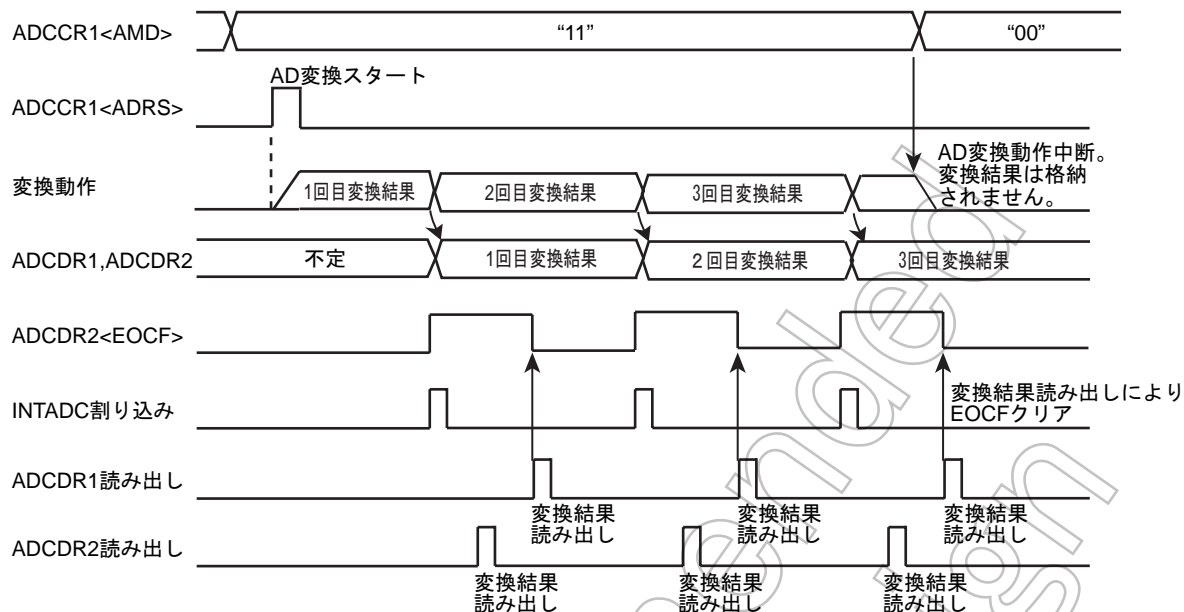 ADCCR1<AMD>
“11”
“00”
AD変換スタート
ADCCR1<ADRS>
変換動作
1回目変換結果
2回目変換結果
3回目変換結果
AD変換動作中断。
変換結果は格納
されません。
ADCDR1,ADCDR2
不定
1回目変換結果
2回目変換結果
3回目変換結果
ADCDR2<EOCF>
INTADC割り込み
変換結果読み出しにより
EOCFクリア
ADCDR1読み出し
変換結果
読み出し
変換結果
読み出し
変換結果
読み出し
ADCDR2読み出し
変換結果
読み出し
変換結果
読み出し
変換結果
読み出し